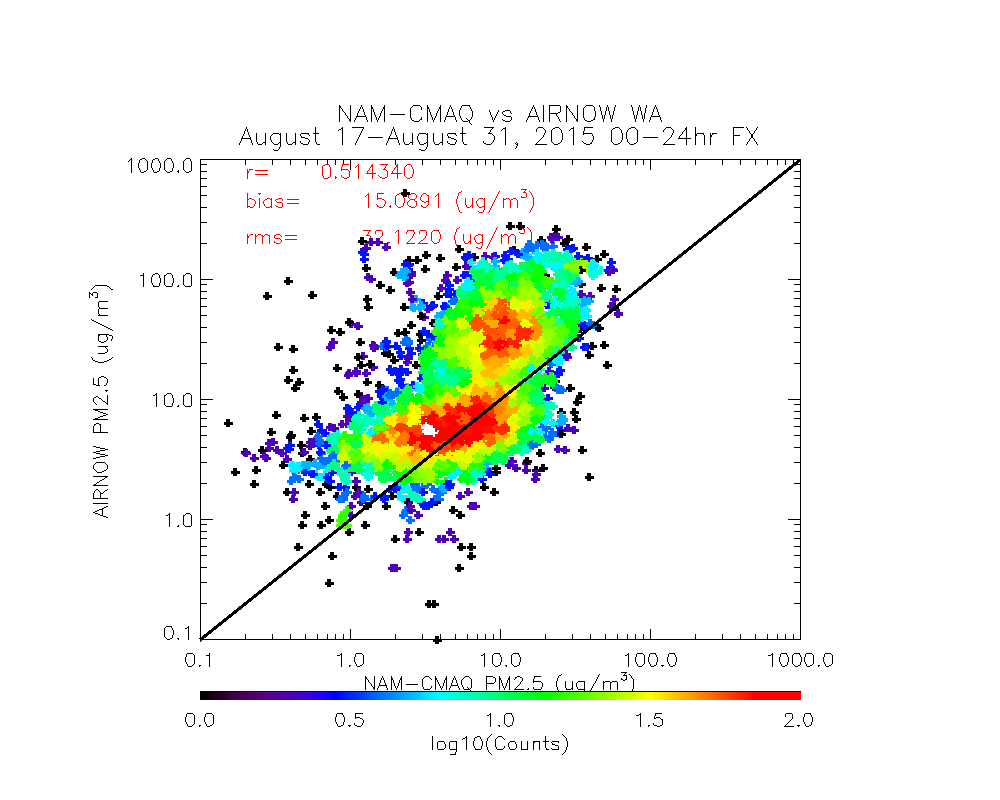 NAM-CMAQ vs AIRNOW WA
August 17-August 31, 2015 00-24hr FX
r= 0.514340
bias= 15.0891 (ug/m³)
rms= 32.1220 (ug/m³)
1000.0
100.0
10.0
1.0
0.1
AIRNOW PM2.5 (ug/m³)
0.1 1.0 10.0 100.0 1000.0
NAM-CMAQ PM2.5 (ug/m³)
0.0 0.5 1.0 1.5 2.0
log10(Counts)